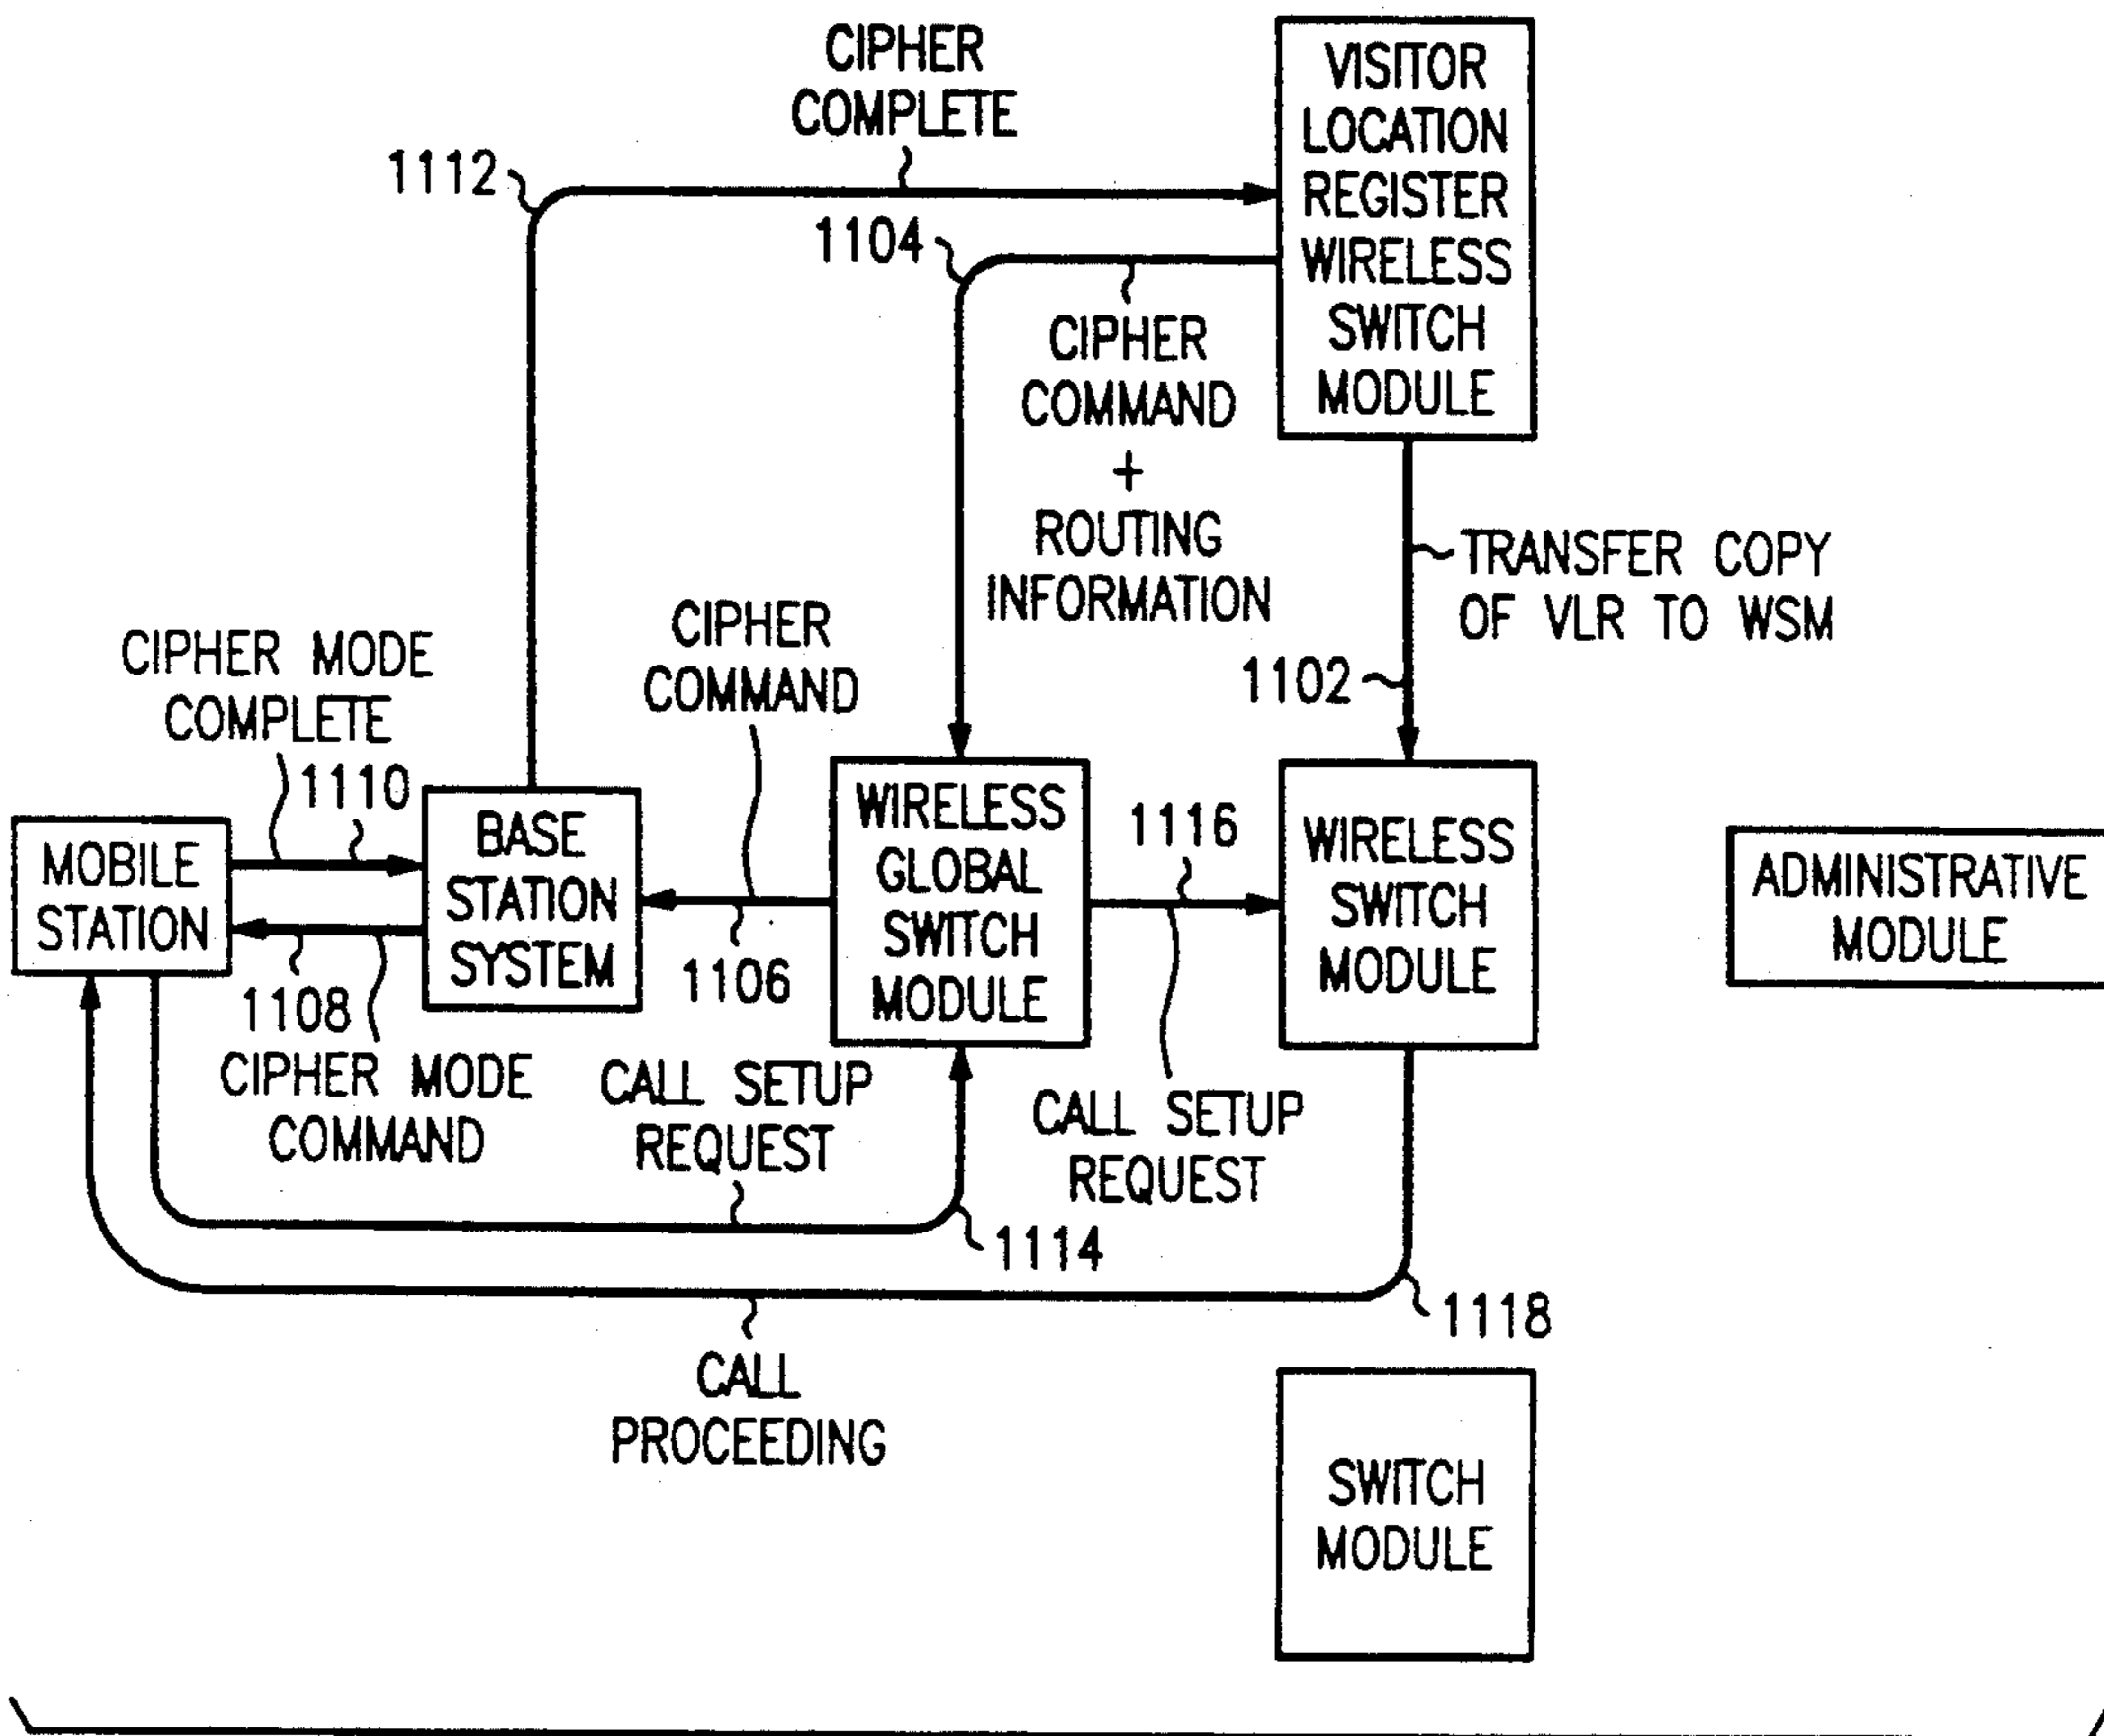 CIPHER
COMPLETE
1112
VISITOR
LOCATION
REGISTER
WIRELESS
SWITCH
MODULE
1104
CIPHER
COMMAND
+
ROUTING
INFORMATION
TRANSFER COPY
OF VLR TO WSM
1102
CIPHER MODE
COMPLETE
1110
CIPHER
COMMAND
MOBILE
STATION
BASE
STATION
SYSTEM
WIRELESS
GLOBAL
SWITCH
MODULE
1116
WIRELESS
SWITCH
MODULE
ADMINISTRATIVE
MODULE
1108
CIPHER MODE
COMMAND
1106
CALL SETUP
REQUEST
CALL SETUP
REQUEST
1114
1118
CALL
PROCEEDING
SWITCH
MODULE